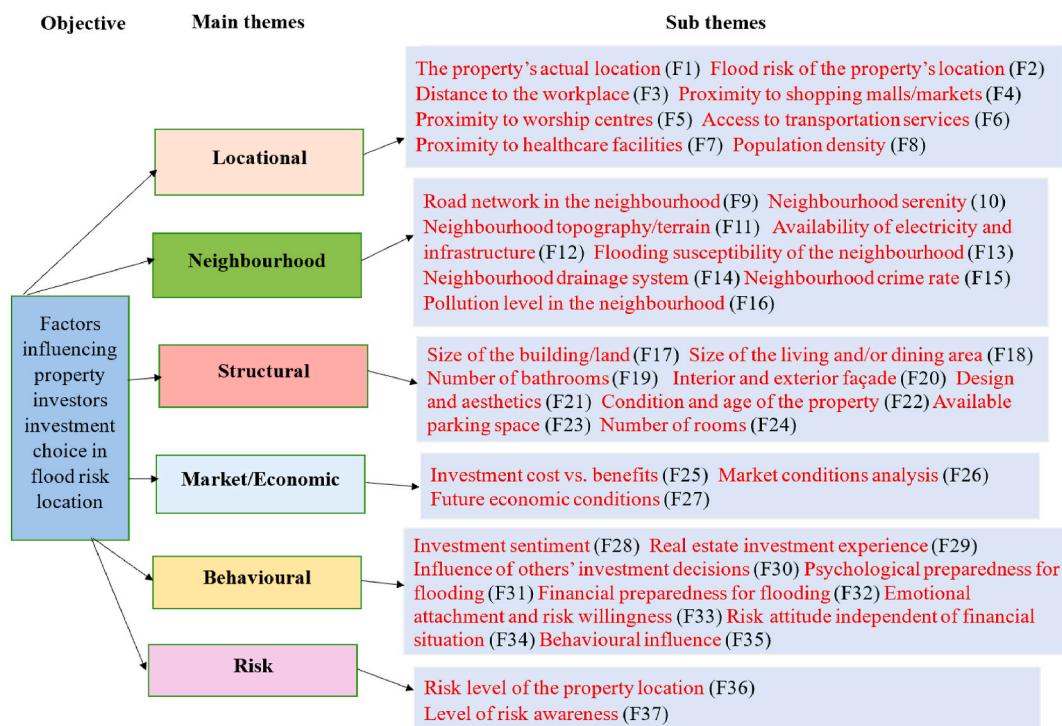 Objective Main themes Sub themes
The property's actual location (F1) Flood risk of the property's location (F2)
Distance to the workplace (F3) Proximity to shopping malls/markets (F4)
Proximity to worship centres (F5) Access to transportation services (F6)
Proximity to healthcare facilities (F7) Population density (F8)
Locational
Road network in the neighbourhood (F9) Neighbourhood serenity (10)
Neighbourhood topography/terrain (F11) Availability of electricity and
infrastructure (F12) Flooding susceptibility of the neighbourhood (F13)
Neighbourhood drainage system (F14) Neighbourhood crime rate (F15)
Pollution level in the neighbourhood (F16)
Neighbourhood
Factors
influencing
property
investors
investment
choice in
flood risk
location
Structural
Size of the building/land (F17) Size of the living and/or dining area (F18)
Number of bathrooms (F19) Interior and exterior façade (F20) Design
and aesthetics (F21) Condition and age of the property (F22) Available
parking space (F23) Number of rooms (F24)
Market/Economic
Investment cost vs. benefits (F25) Market conditions analysis (F26)
Future economic conditions (F27)
Behavioural
Investment sentiment (F28) Real estate investment experience (F29)
Influence of others' investment decisions (F30) Psychological preparedness for
flooding (F31) Financial preparedness for flooding (F32) Emotional
attachment and risk willingness (F33) Risk attitude independent of financial
situation (F34) Behavioural influence (F35)
Risk
Risk level of the property location (F36)
Level of risk awareness (F37)